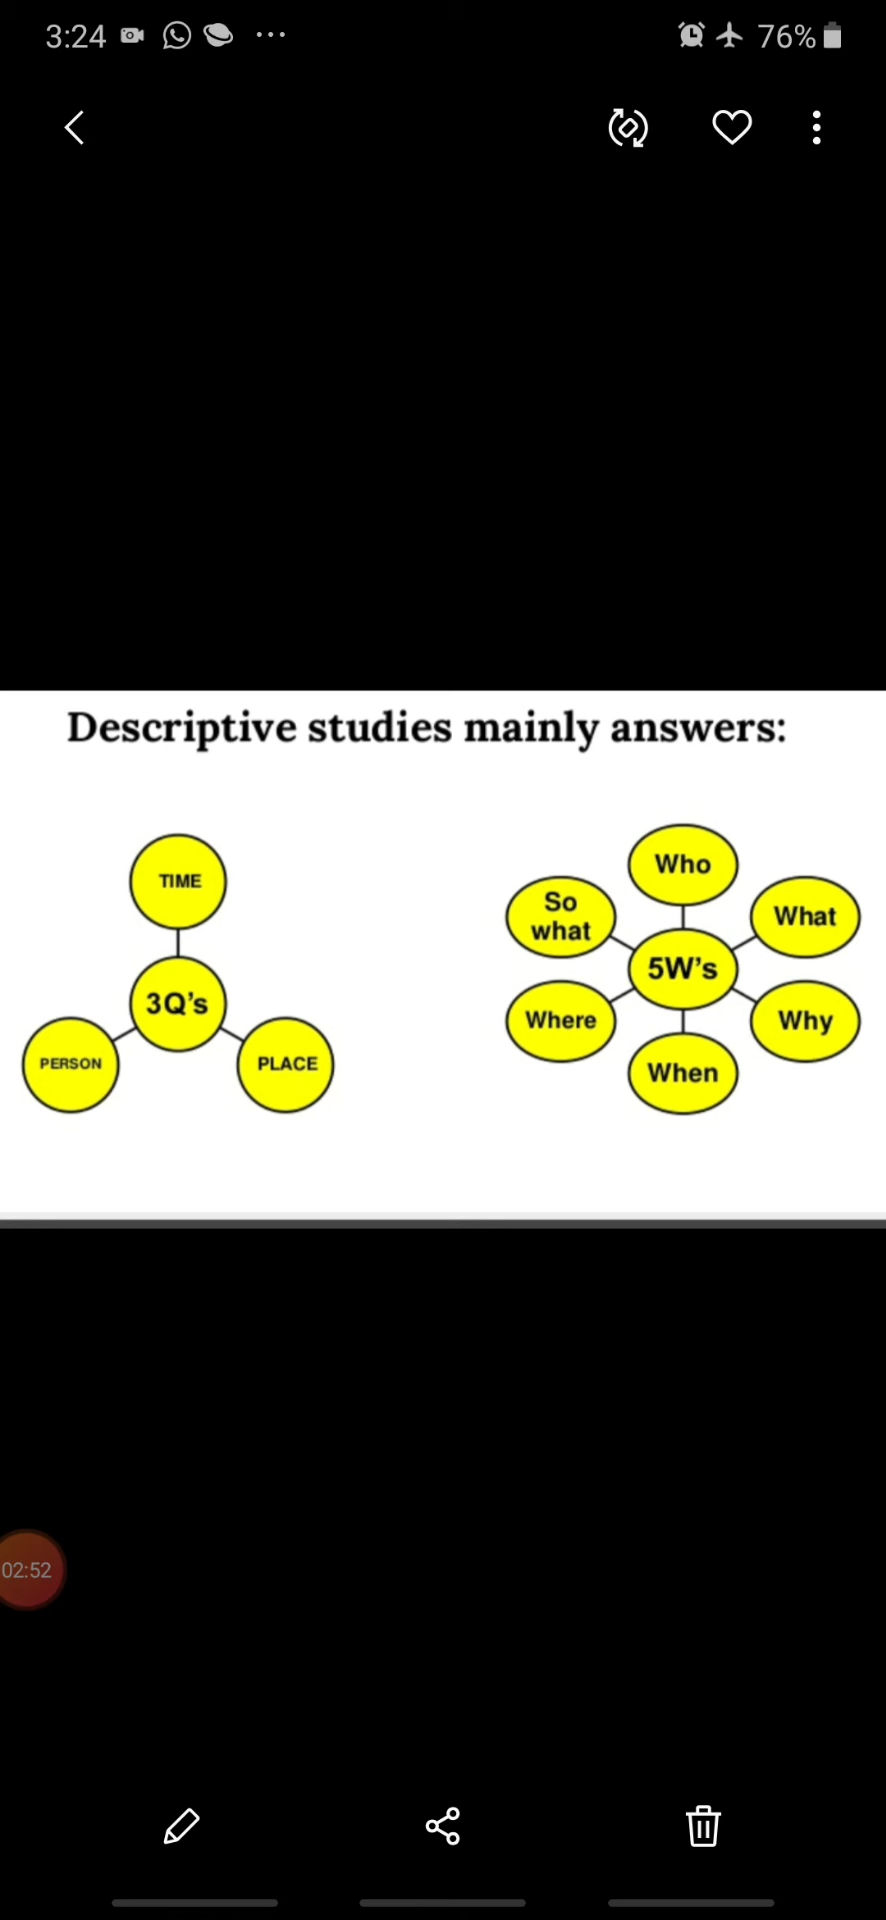 3:24
76%
Descriptive studies mainly answers:
TIME
3Q's
PERSON
PLACE
Who
So
what
What
5W's
Where
Why
When
02:52